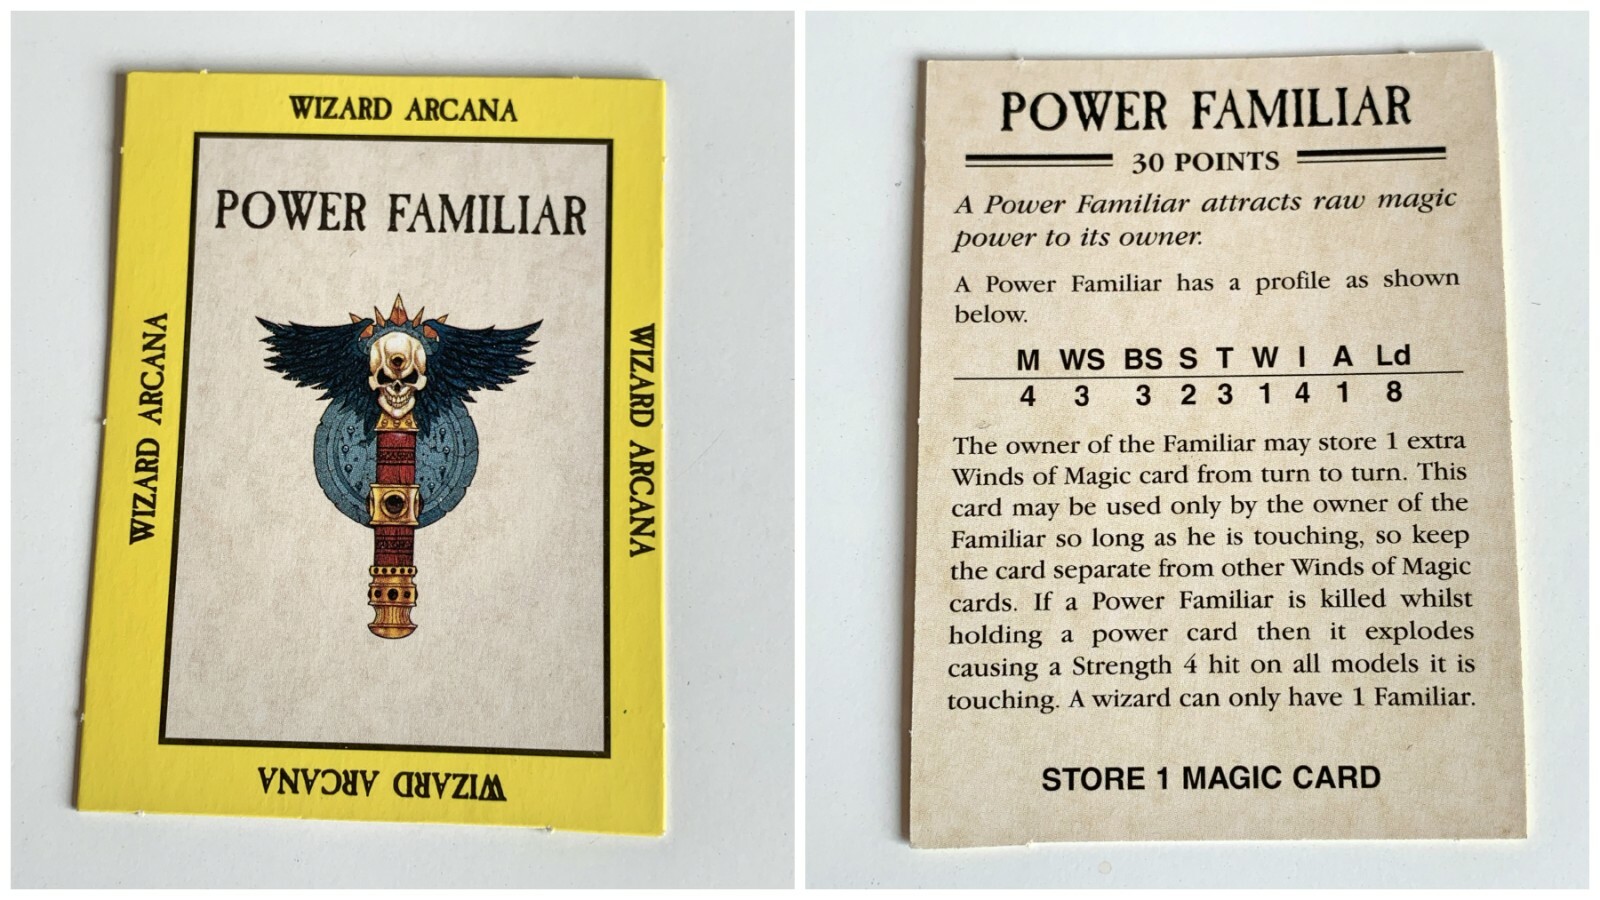 WIZARD ARCANA
POWER FAMILIAR
WIZARD ARCANA
WIZARD ARCANA
WIZARD ARCANA
POWER FAMILIAR
30 POINTS
A Power Familiar attracts raw magic
power to its owner.
A Power Familiar has a profile as shown
below.
M WS BS S T W I A Ld
4 3 3 2 3 1 4 1 8
The owner of the Familiar may store 1 extra
Winds of Magic card from turn to turn. This
card may be used only by the owner of the
Familiar so long as he is touching, so keep
the card separate from other Winds of Magic
cards. If a Power Familiar is killed whilst
holding a power card then it explodes
causing a Strength 4 hit on all models it is
touching. A wizard can only have 1 Familiar.
STORE 1 MAGIC CARD